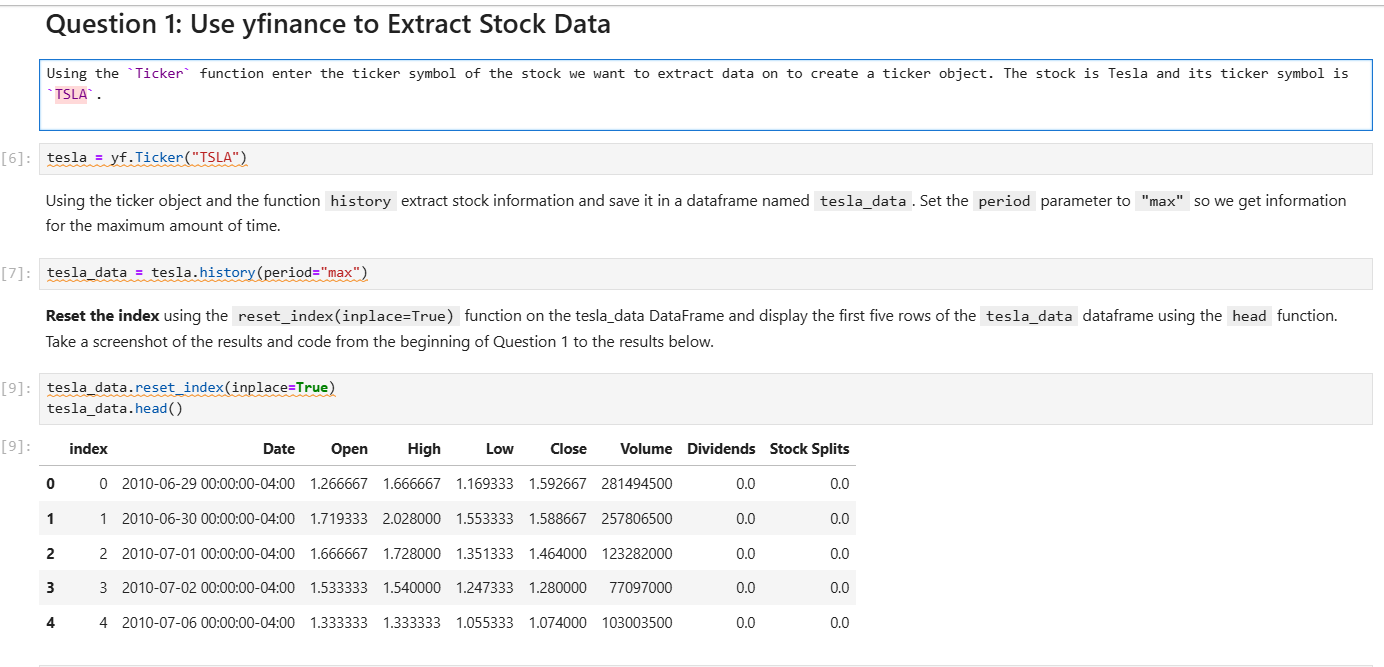 Question 1: Use yfinance to Extract Stock Data
Using the `Ticker` function enter the ticker symbol of the stock we want to extract data on to create a ticker object. The stock is Tesla and its ticker symbol is
`TSLA`.
[6]: tesla = yf.Ticker("TSLA")
Using the ticker object and the function history extract stock information and save it in a dataframe named tesla_data. Set the period parameter to "max" so we get information
for the maximum amount of time.
[7]: tesla_data = tesla.history(period="max")
Reset the index using the reset_index(inplace=True) function on the tesla_data DataFrame and display the first five rows of the tesla_data dataframe using the head function.
Take a screenshot of the results and code from the beginning of Question 1 to the results below.
[9]: tesla_data.reset_index(inplace=True)
tesla_data.head()
[9]: index Date Open High Low Close Volume Dividends Stock Splits
0 0 2010-06-29 00:00:00-04:00 1.266667 1.666667 1.169333 1.592667 281494500 0.0 0.0
1 1 2010-06-30 00:00:00-04:00 1.719333 2.028000 1.553333 1.588667 257806500 0.0 0.0
2 2 2010-07-01 00:00:00-04:00 1.666667 1.728000 1.351333 1.464000 123282000 0.0 0.0
3 3 2010-07-02 00:00:00-04:00 1.533333 1.540000 1.247333 1.280000 77097000 0.0 0.0
4 4 2010-07-06 00:00:00-04:00 1.333333 1.333333 1.055333 1.074000 103003500 0.0 0.0